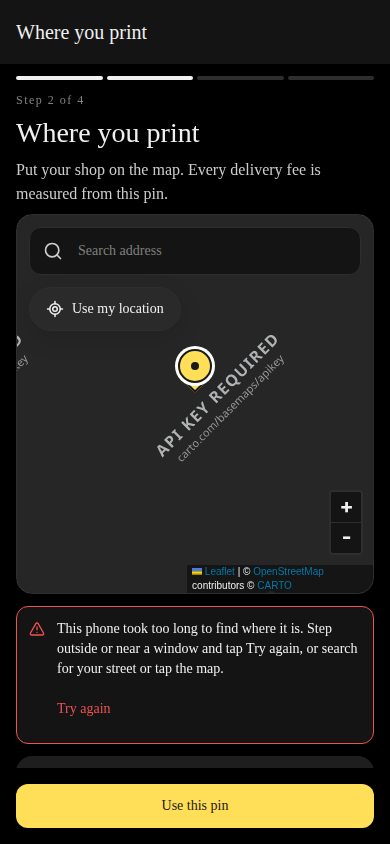 Where you print
Step 2 of 4
Where you print
Put your shop on the map. Every delivery fee is
measured from this pin.
Search address
Use my location
API KEY REQUIRED
carto.com/basemaps/apikey
+
-
Leaflet | © OpenStreetMap
contributors © CARTO
This phone took too long to find where it is. Step
outside or near a window and tap Try again, or search
for your street or tap the map.
Try again
Use this pin